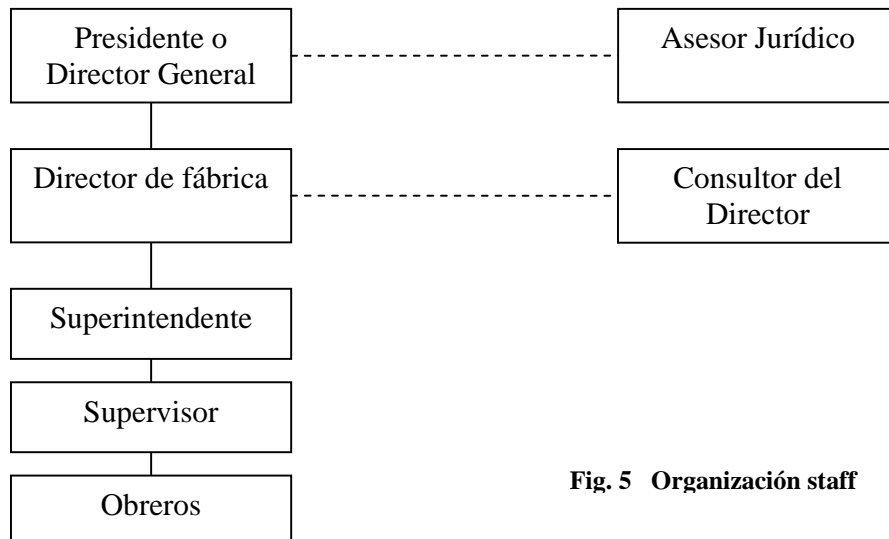 Presidente o
Director General
Asesor Jurídico
Director de fábrica
Consultor del
Director
Superintendente
Supervisor
Fig. 5 Organización staff
Obreros